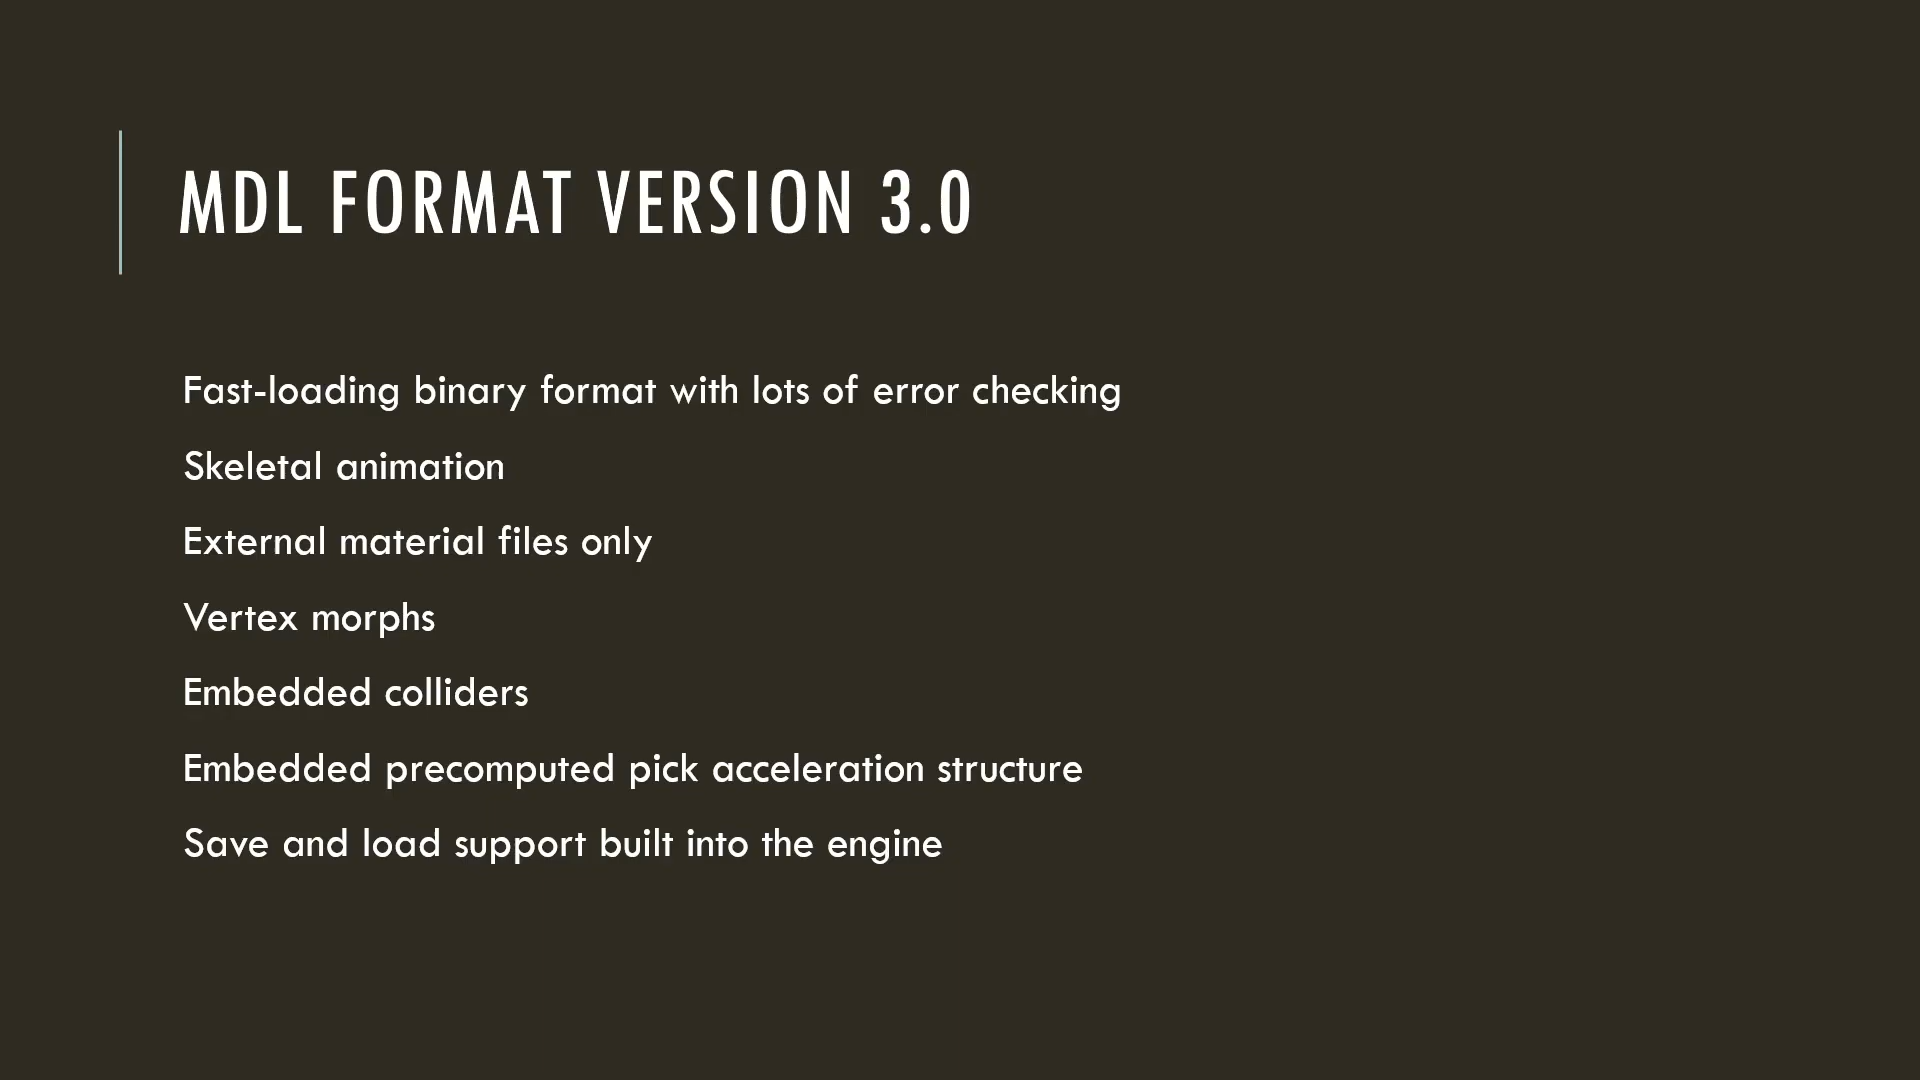 MDL FORMAT VERSION 3.0
Fast-loading binary format with lots of error checking
Skeletal animation
External material files only
Vertex morphs
Embedded colliders
Embedded precomputed pick acceleration structure
Save and load support built into the engine